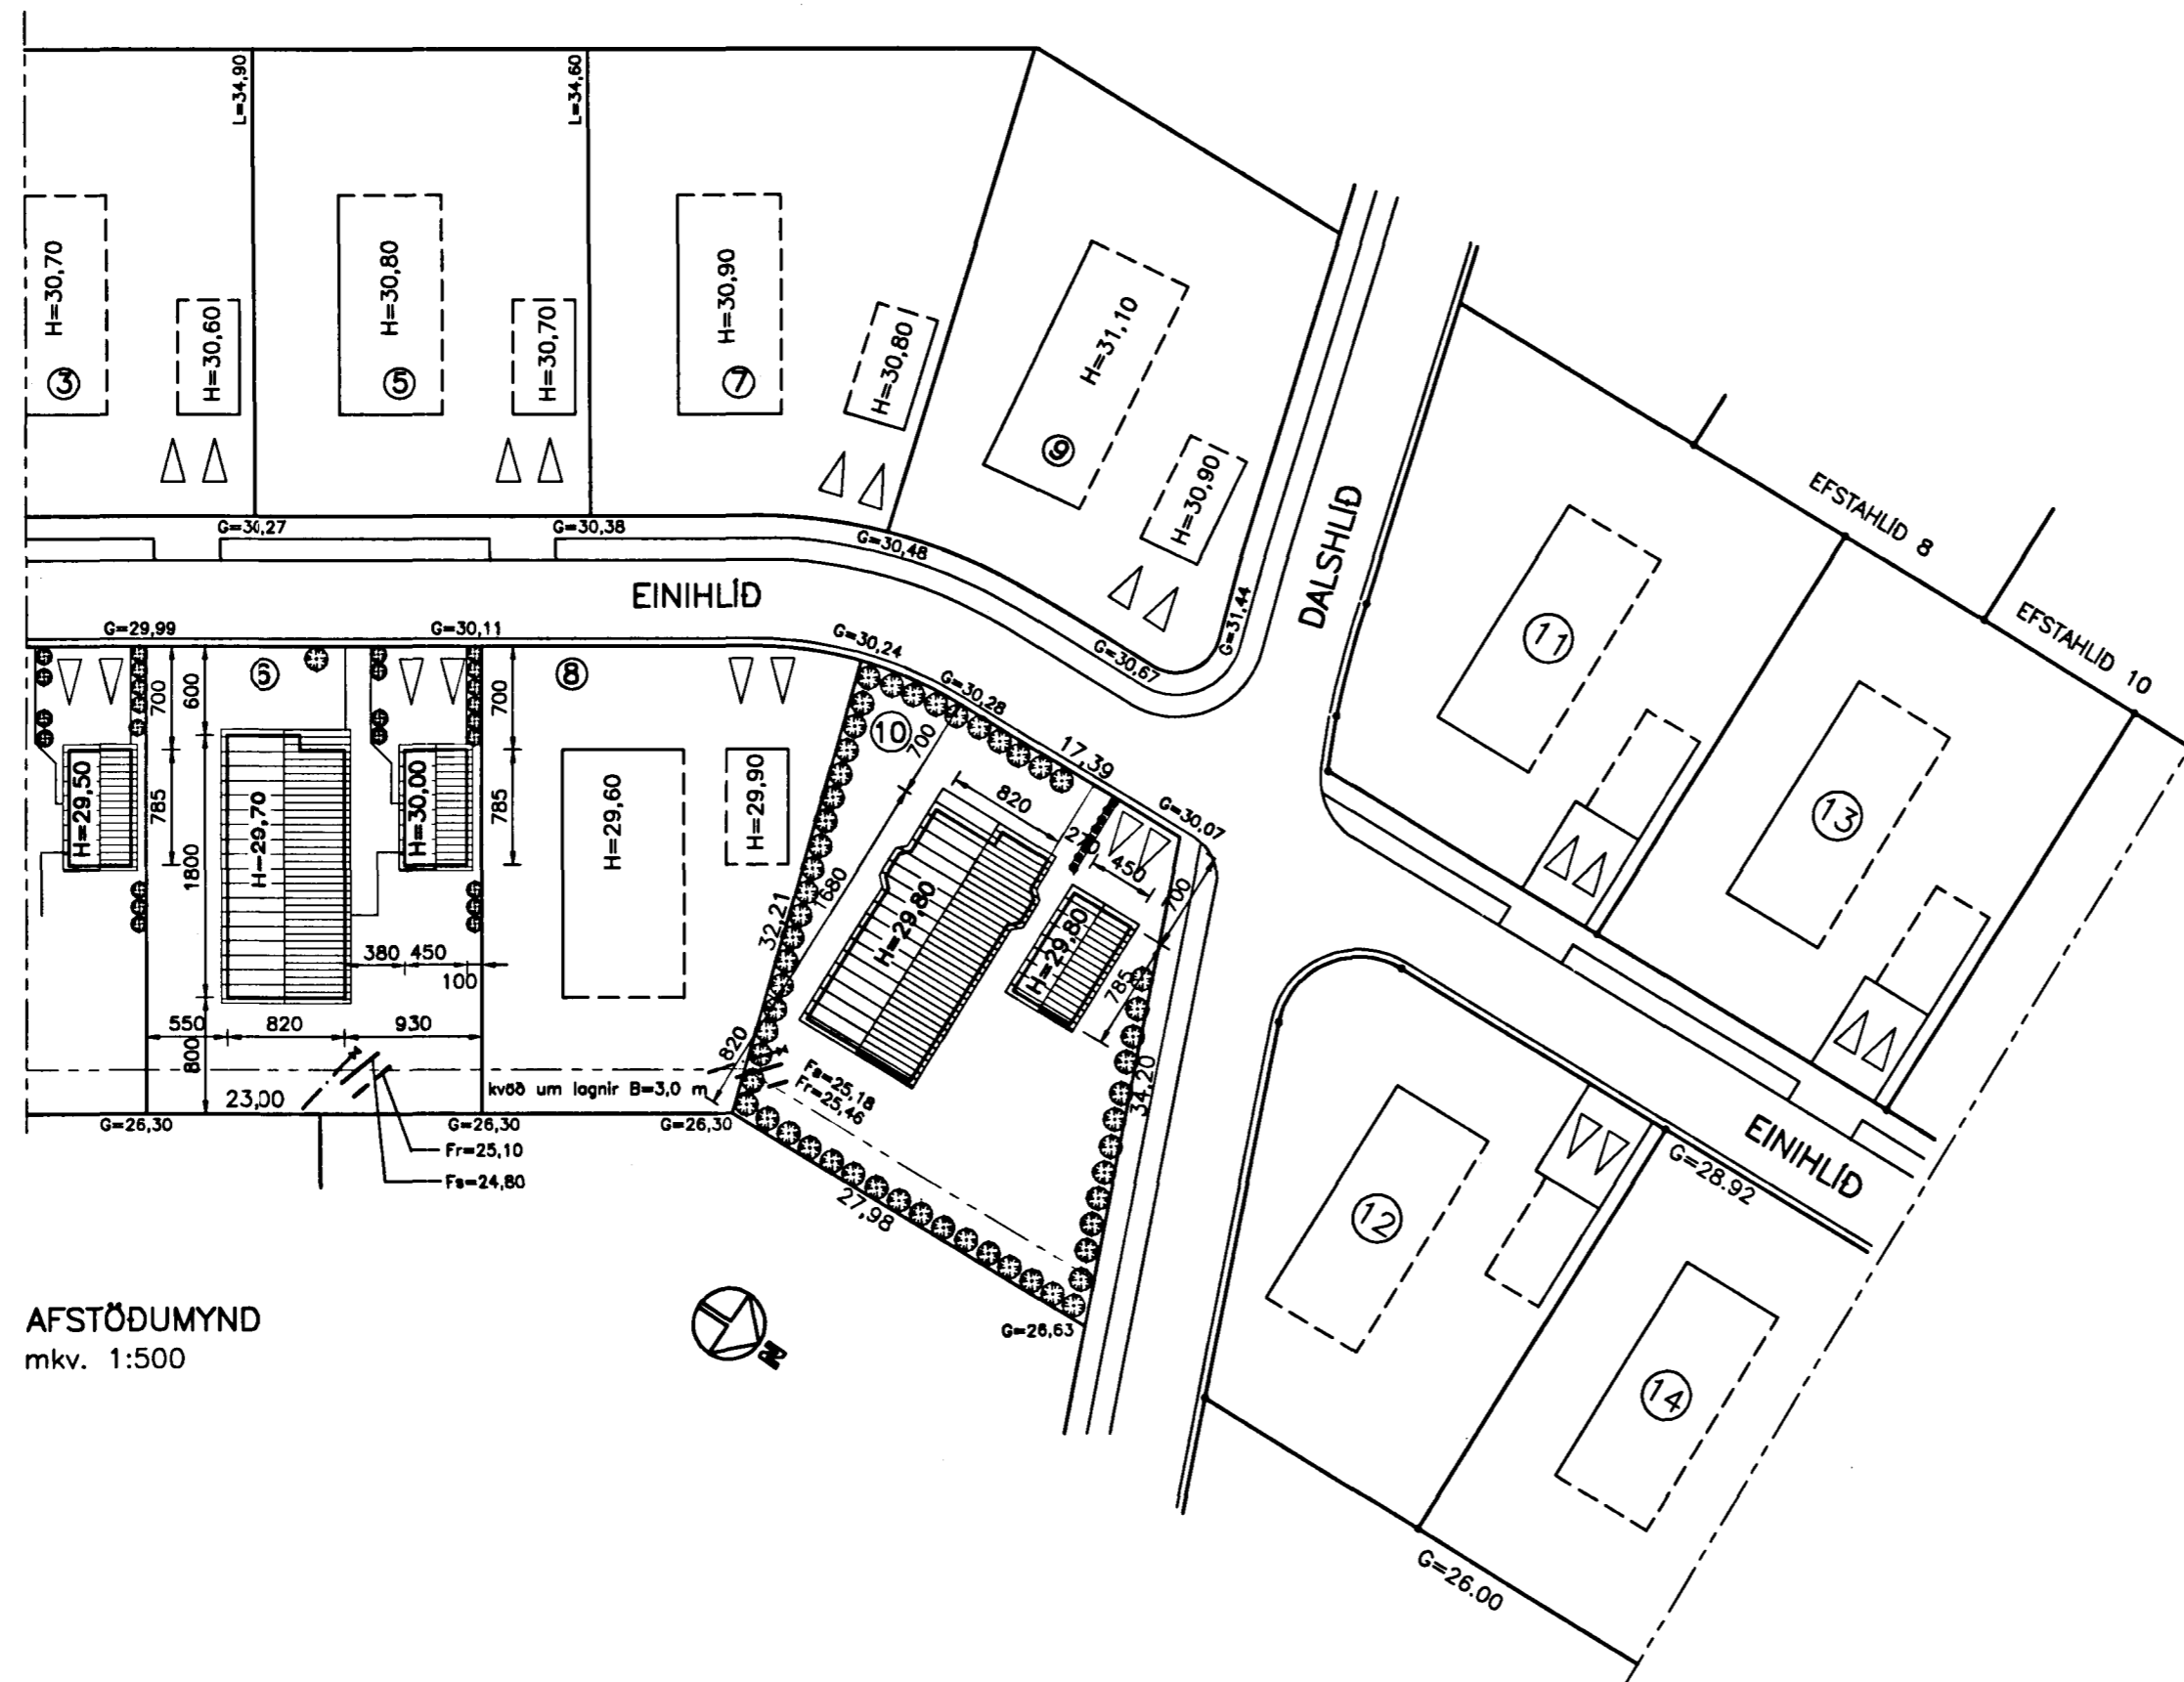 L=34,90
L=34,60
H=30,70
H=30,60
3
H=30,80
H=30,70
5
H=30,90
H=30,80
7
H=31,10
H=30,90
9
G=30,27
G=30,38
G=30,48
G=30,67
G=31,44
EINIHLÍÐ
DALSHLÍÐ
EFSTAHLÍÐ 8
EFSTAHLÍÐ 10
11
13
G=29,99
G=30,11
G=30,24
G=30,28
17,39
G=30,07
6
8
10
700
600
700
700
785
1800
785
H=29,50
H=29,70
H=30,00
H=29,60
H=29,90
820
450
700
1680
32,21
H=29,80
H=29,80
785
34,20
380 450
100
550
820
930
800
820
23,00
kvöð um lagnir B=3,0 m
Fs=25,18
Fr=25,46
G=26,30
G=26,30
G=26,30
Fr=25,10
Fs=24,80
27,98
G=26,63
12
14
G=28.92
EINIHLÍÐ
G=26.00
AFSTÖÐUMYND
mkv. 1:500
N